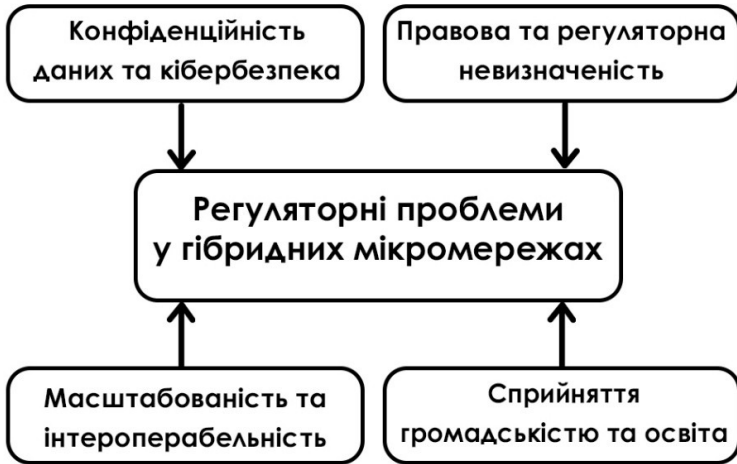 Конфіденційність
даних та кібербезпека
Правова та регуляторна
невизначеність
Регуляторні проблеми
у гібридних мікромережах
Масштабованість та
інтероперабельність
Сприйняття
громадськістю та освіта